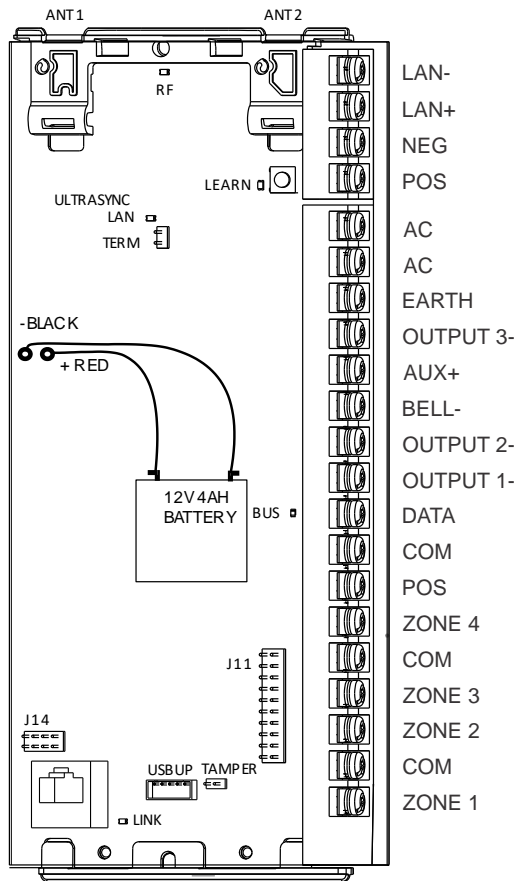 ANT1
ANT2
RF
LEARN
ULTRASYNC
LAN
TERM
-BLACK
+ RED
12V 4AH
BATTERY
BUS
J11
J14
USBUP
TAMPER
LINK
LAN-
LAN+
NEG
POS
AC
AC
EARTH
OUTPUT 3-
AUX+
BELL-
OUTPUT 2-
OUTPUT 1-
DATA
COM
POS
ZONE 4
COM
ZONE 3
ZONE 2
COM
ZONE 1